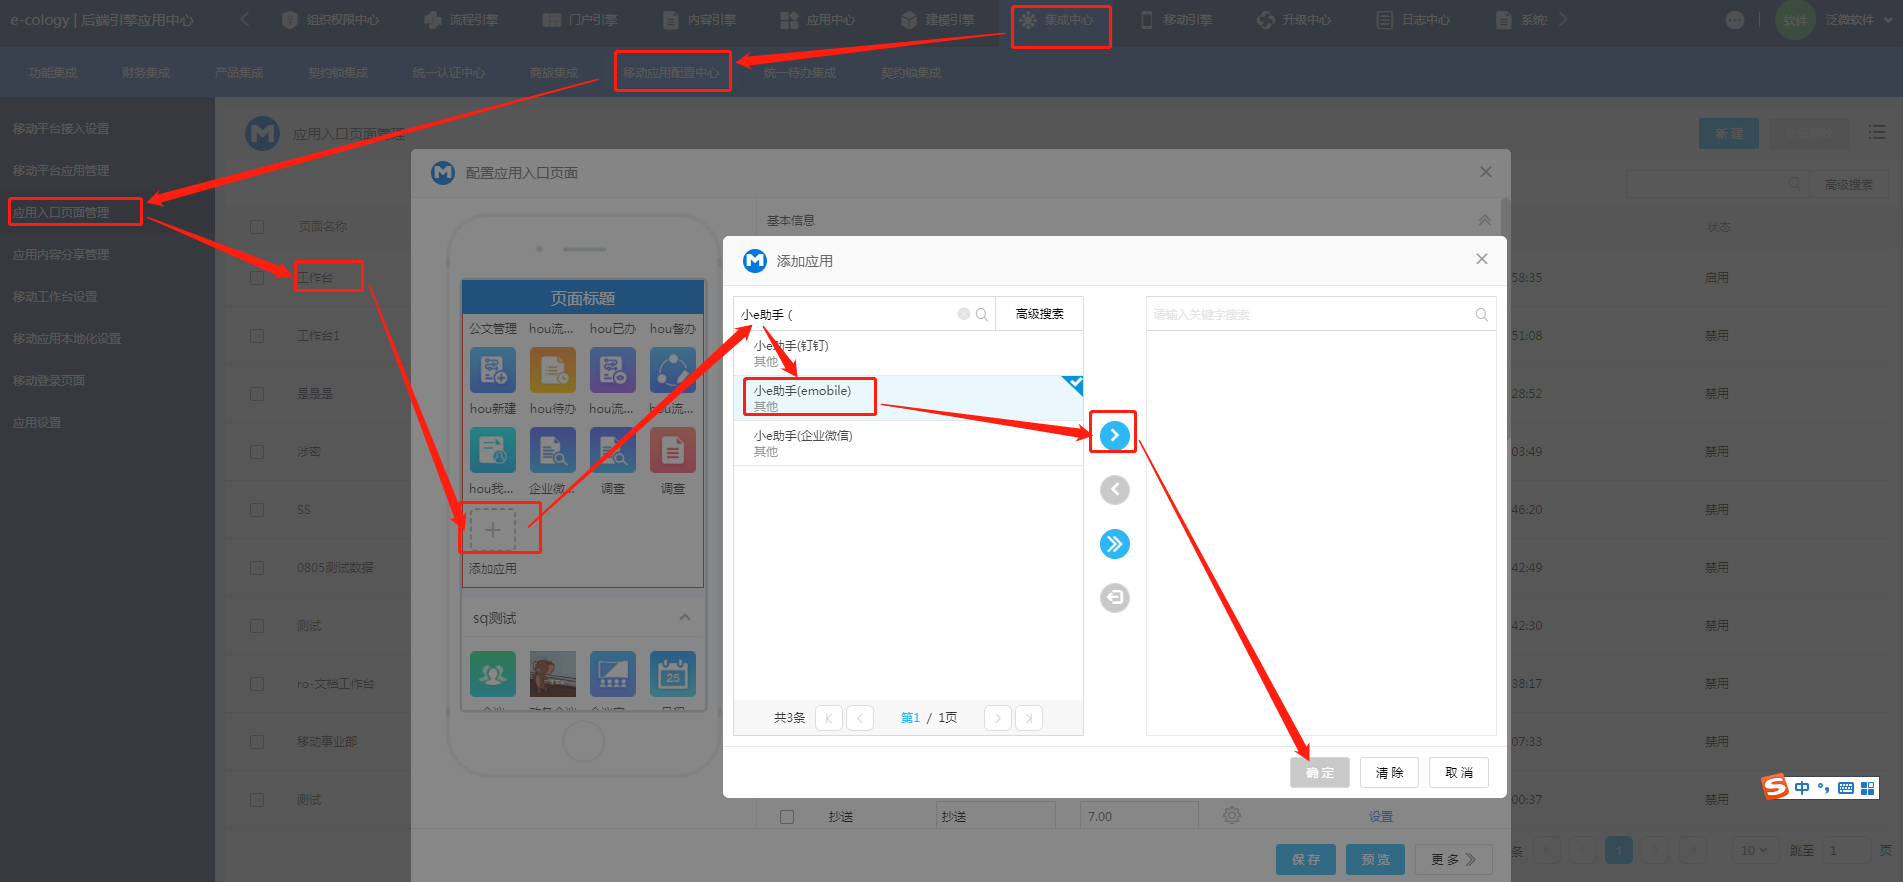 e-cology | 后端引擎应用中心
组织权限中心
流程引擎
门户引擎
内容引擎
应用中心
建模引擎
集成中心
移动引擎
升级中心
日志中心
系统
软件
泛微软件
功能集成
财务集成
产品集成
契约锁集成
统一认证中心
商旅集成
移动应用配置中心
统一待办集成
契约锁集成
移动平台接入设置
移动平台应用管理
应用入口页面管理
应用内容分享管理
移动工作台设置
移动应用本地化设置
移动登录页面
应用设置
应用入口页面管理
新 建
高级搜索
页面名称
状态
工作台
58:35
启用
工作台1
51:08
禁用
是是是
28:52
禁用
涉密
03:49
禁用
SS
46:20
禁用
0805测试数据
42:49
禁用
测试
42:30
禁用
ro-文档工作台
38:17
禁用
移动事业部
07:33
禁用
测试
00:37
禁用
条
1
10
跳至
1
页
配置应用入口页面
基本信息
页面标题
公文管理
hou流...
hou已办
hou督办
hou新建
hou待办
hou流...
hou流...
hou我...
企业微...
调查
调查
添加应用
sq测试
25
抄送
抄送
7.00
设置
保 存
预 览
更 多
添加应用
小e助手 (
高级搜索
小e助手(钉钉)
其他
小e助手(emobile)
其他
小e助手(企业微信)
其他
共3条
第1 / 1页
请输入关键字搜索
确 定
清 除
取 消
中